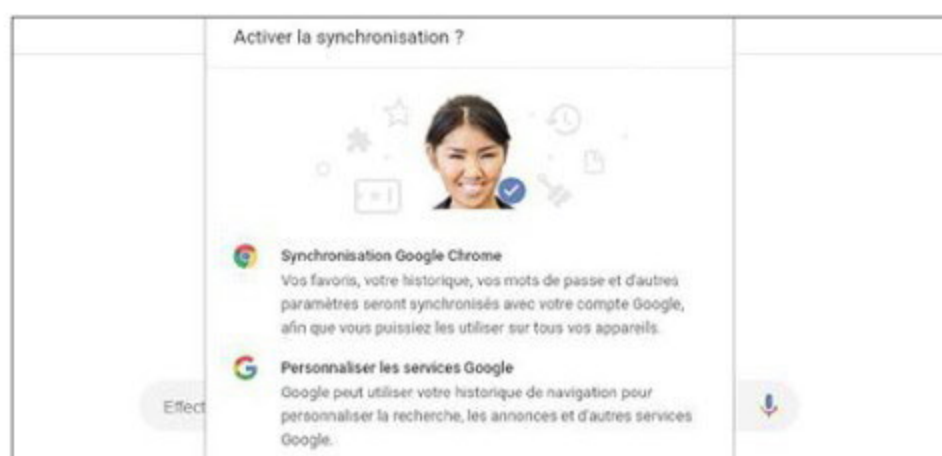 Activer la synchronisation ?
Synchronisation Google Chrome
Vos favoris, votre historique, vos mots de passe et d'autres
paramètres seront synchronisés avec votre compte Google,
afin que vous puissiez les utiliser sur tous vos appareils.
Personnaliser les services Google
Google peut utiliser votre historique de navigation pour
personnaliser la recherche, les annonces et d'autres services
Google.
Effect